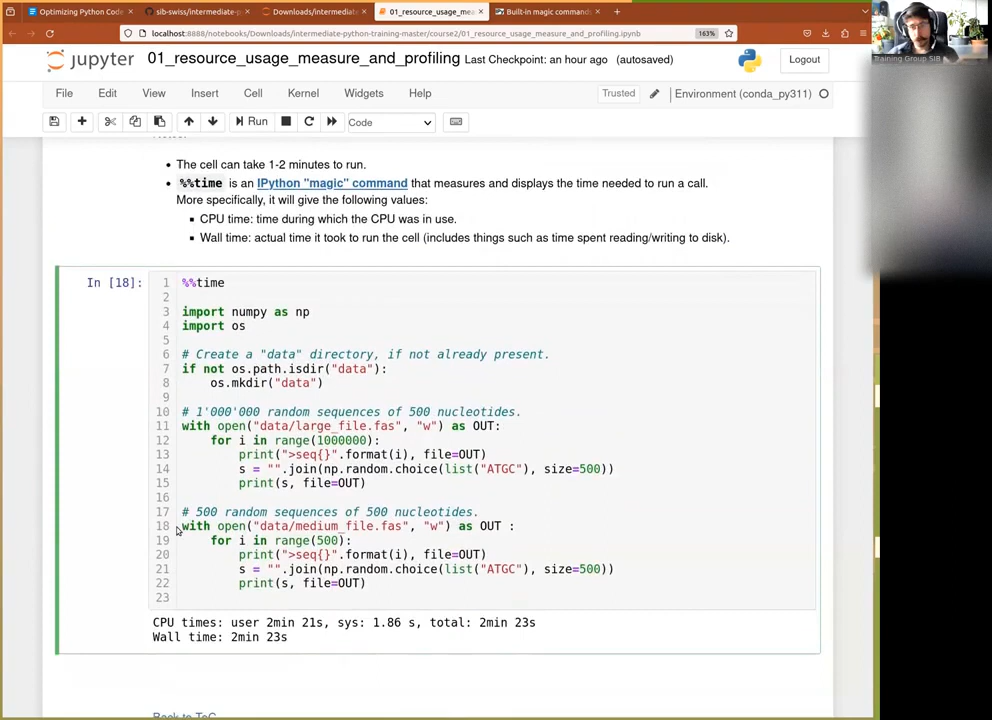 Optimizing Python Code
sib-swiss/intermediate-p
Downloads/intermediate
01_resource_usage_mea
Built-in magic command
localhost:8888/notebooks/Downloads/intermediate-python-training-master/course2/01_resource_usage_measure_and_profiling.ipynb
163%
Training Group SIB
jupyter 01_resource_usage_measure_and_profiling Last Checkpoint: an hour ago (autosaved)
Logout
File Edit View Insert Cell Kernel Widgets Help
Trusted
Environment (conda_py311)
Run
Code
• The cell can take 1-2 minutes to run.
• %%time is an IPython "magic" command that measures and displays the time needed to run a call.
More specifically, it will give the following values:
▪ CPU time: time during which the CPU was in use.
▪ Wall time: actual time it took to run the cell (includes things such as time spent reading/writing to disk).
In [18]:
1 %%time
2
3 import numpy as np
4 import os
5
6 # Create a "data" directory, if not already present.
7 if not os.path.isdir("data"):
8     os.mkdir("data")
9
10 # 1'000'000 random sequences of 500 nucleotides.
11 with open("data/large_file.fas", "w") as OUT:
12     for i in range(1000000):
13         print(">seq{}".format(i), file=OUT)
14         s = "".join(np.random.choice(list("ATGC"), size=500))
15         print(s, file=OUT)
16
17 # 500 random sequences of 500 nucleotides.
18 with open("data/medium_file.fas", "w") as OUT :
19     for i in range(500):
20         print(">seq{}".format(i), file=OUT)
21         s = "".join(np.random.choice(list("ATGC"), size=500))
22         print(s, file=OUT)
23
CPU times: user 2min 21s, sys: 1.86 s, total: 2min 23s
Wall time: 2min 23s
Back to ToC